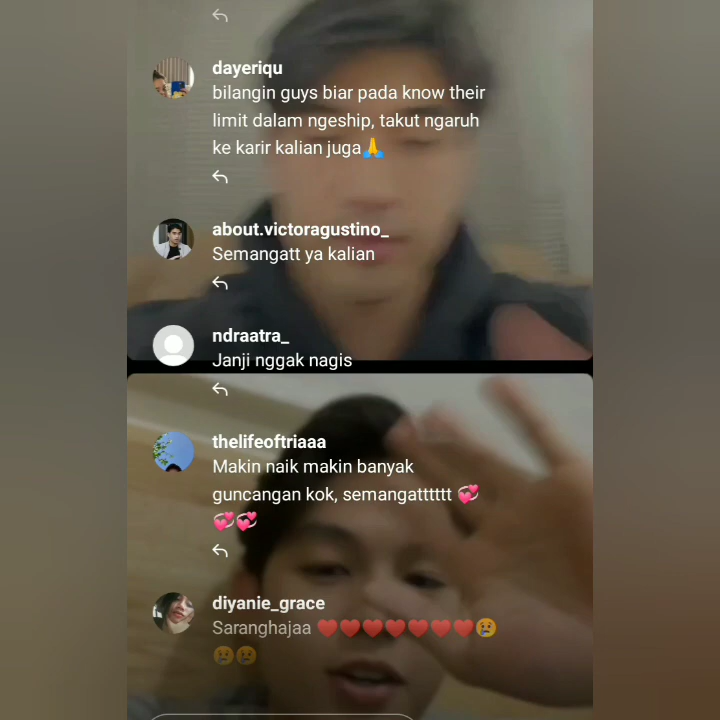 dayeriqu
bilangin guys biar pada know their
limit dalam ngeship, takut ngaruh
ke karir kalian juga🙏
about.victoragustino_
Semangatt ya kalian
ndraatra_
Janji nggak nagis
thelifeoftriaaa
Makin naik makin banyak
guncangan kok, semangatttttt 💞
💞💞
diyanie_grace
Saranghajaa ❤️❤️❤️❤️❤️❤️❤️😢
😢😢